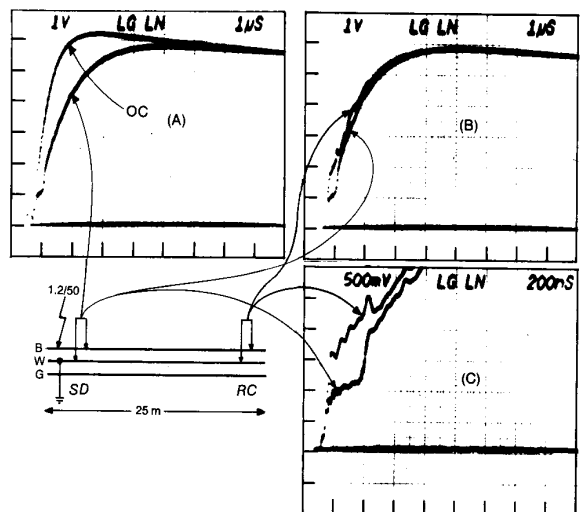 1V LG LN 1µS
OC
(A)
1V LG LN 1µS
(B)
1.2/50
B
W
G
SD
RC
25 m
500mV LG LN 200nS
(C)